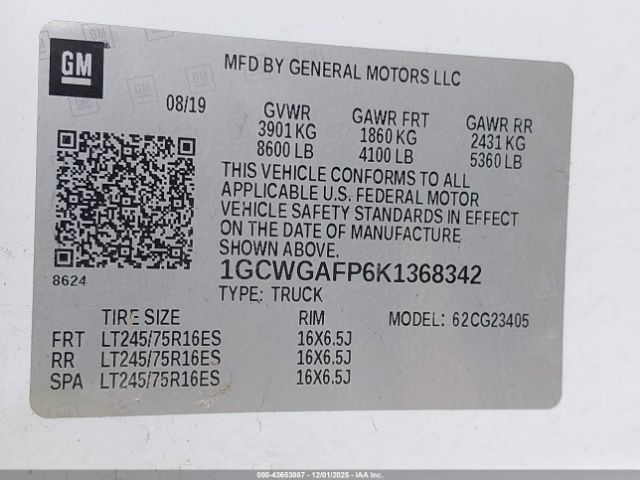 GM
MFD BY GENERAL MOTORS LLC
08/19
GVWR GAWR FRT GAWR RR
3901 KG 1860 KG 2431 KG
8600 LB 4100 LB 5360 LB
THIS VEHICLE CONFORMS TO ALL
APPLICABLE U.S. FEDERAL MOTOR
VEHICLE SAFETY STANDARDS IN EFFECT
ON THE DATE OF MANUFACTURE
SHOWN ABOVE.
8624
1GCWGAFP6K1368342
TYPE: TRUCK
TIRE SIZE RIM MODEL: 62CG23405
FRT LT245/75R16ES 16X6.5J
RR LT245/75R16ES 16X6.5J
SPA LT245/75R16ES 16X6.5J
000-43653887 - 12/01/2025 - IAA Inc.